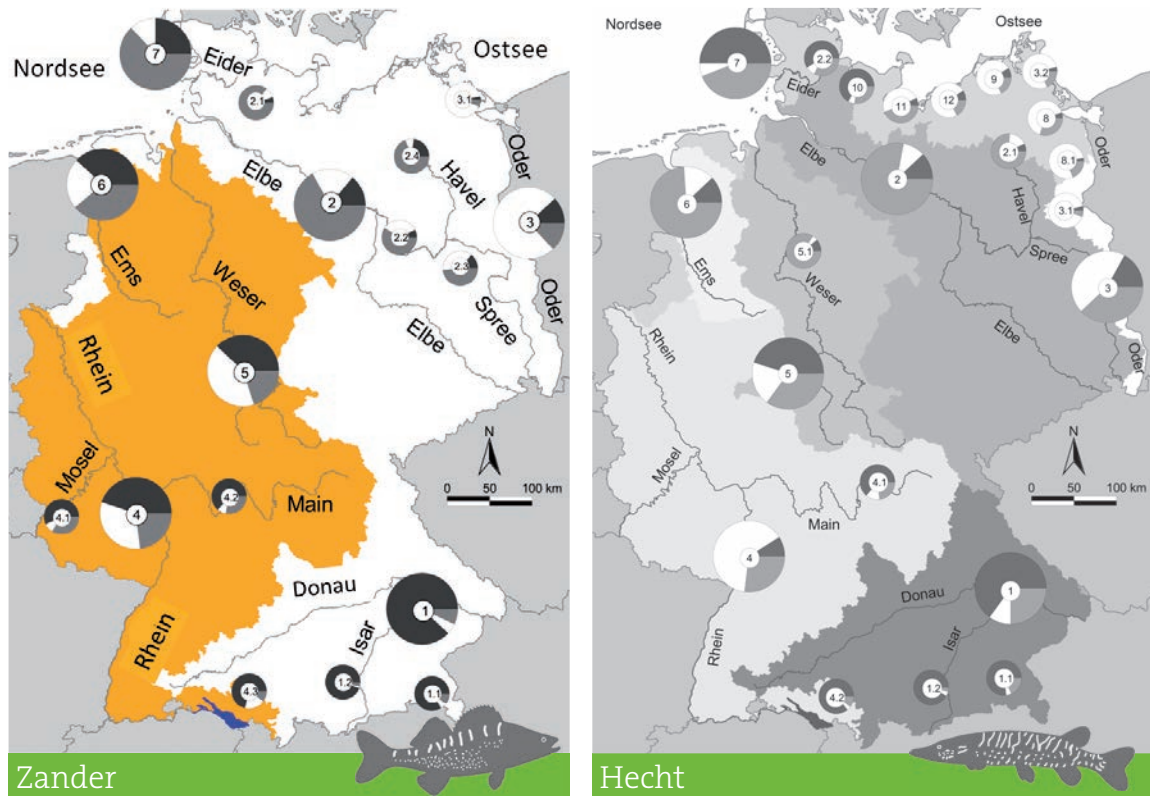 Nordsee
Ostsee
7
Eider
2.1
3.1
2.4
Oder
Elbe
Havel
6
2
3
2.2
2.3
Ems
Weser
Spree
Oder
Elbe
Rhein
5
N
0 50 100 km
Mosel
4.1
4
4.2
Main
Donau
1
Isar
Rhein
4.3
1.2
1.1
Zander
Nordsee
Ostsee
7
2.2
Eider
10
11
12
9
3.2
8
Oder
2.1
8.1
Elbe
2
Havel
3.1
6
5.1
Ems
Weser
Spree
3
Rhein
Elbe
Oder
5
N
0 50 100 km
Mosel
4.1
Main
4
Donau
1
Isar
Rhein
4.2
1.2
1.1
Hecht